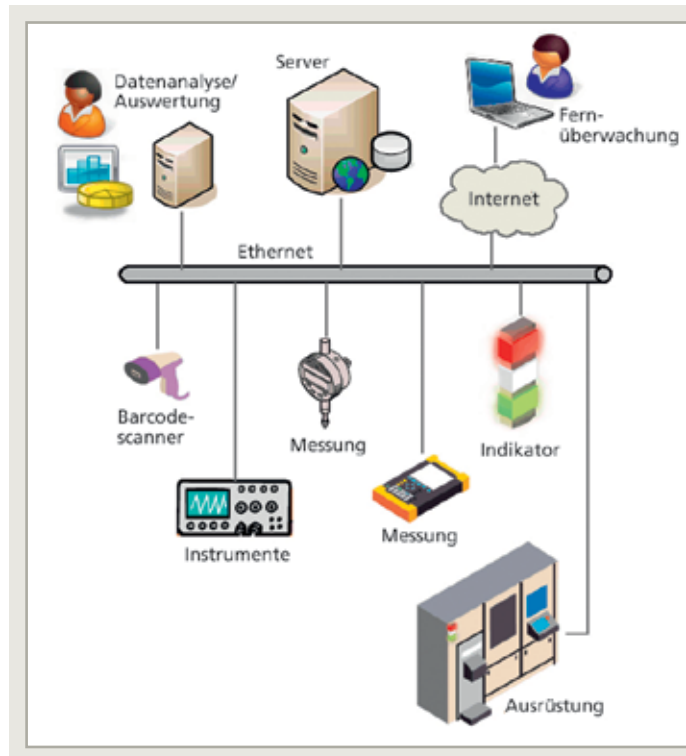 Datenanalyse/
Auswertung
Server
Fern-
überwachung
Internet
Ethernet
Barcode-
scanner
Messung
Indikator
Instrumente
Messung
Ausrüstung